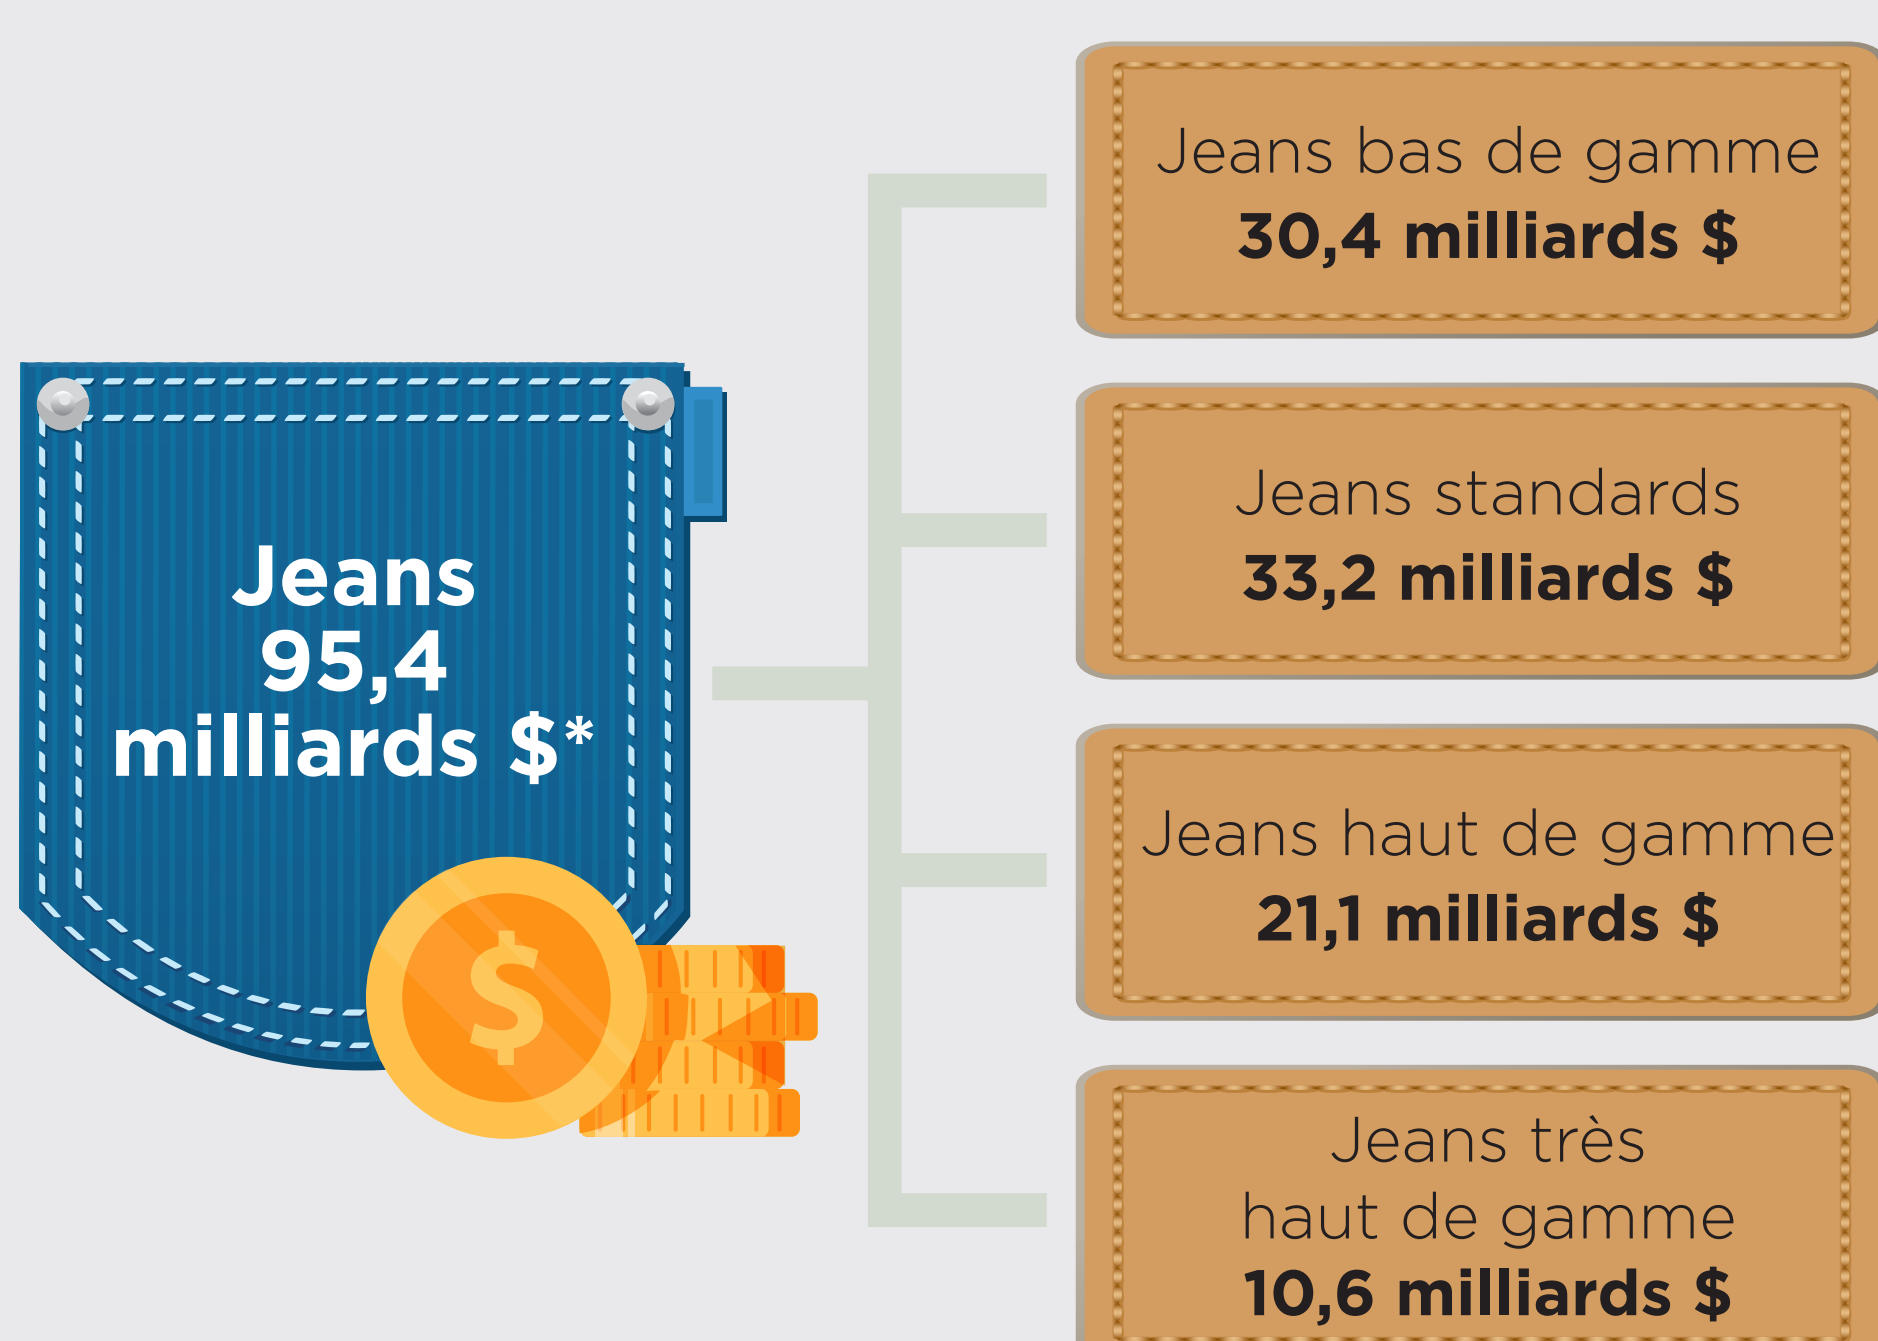 Jeans
95,4
milliards $*
Jeans bas de gamme
30,4 milliards $
Jeans standards
33,2 milliards $
Jeans haut de gamme
21,1 milliards $
Jeans très
haut de gamme
10,6 milliards $
$